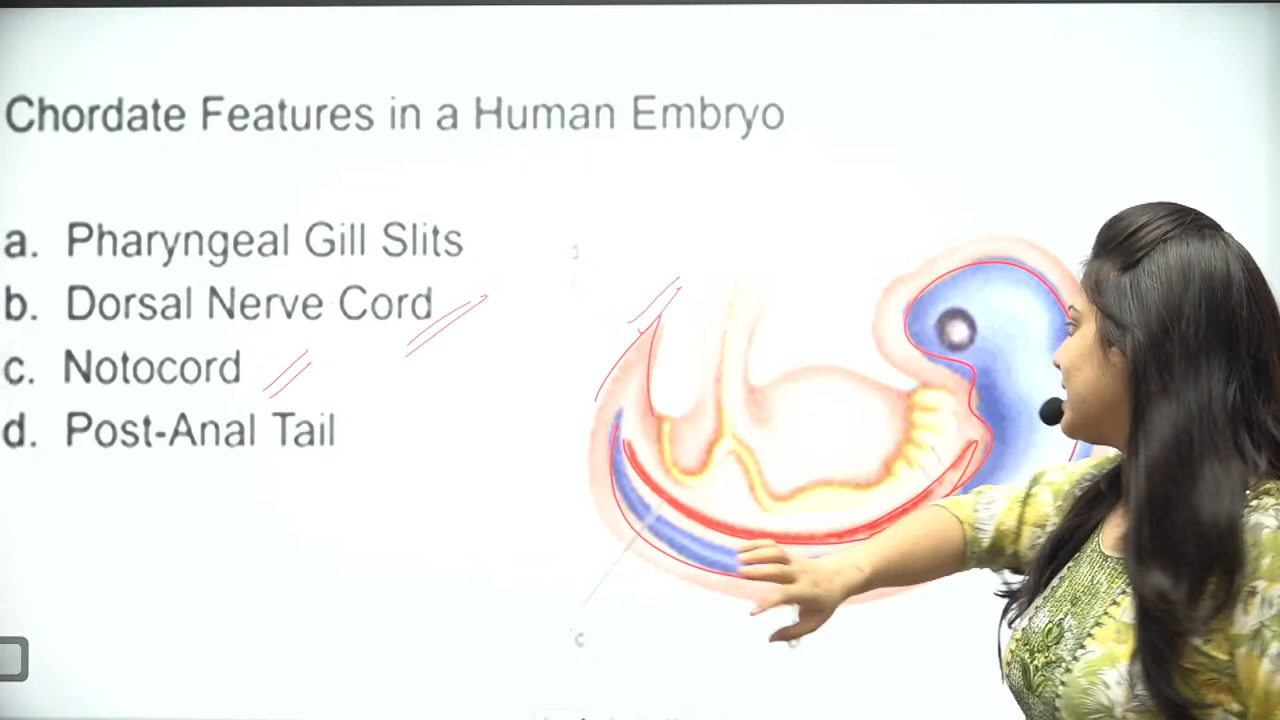 Chordate Features in a Human Embryo
a. Pharyngeal Gill Slits
b. Dorsal Nerve Cord
c. Notocord
d. Post-Anal Tail
c